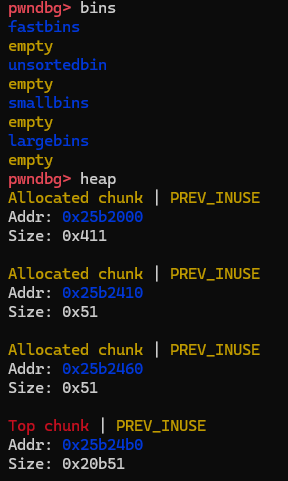 pwndbg> bins
fastbins
empty
unsortedbin
empty
smallbins
empty
largebins
empty
pwndbg> heap
Allocated chunk | PREV_INUSE
Addr: 0x25b2000
Size: 0x411
Allocated chunk | PREV_INUSE
Addr: 0x25b2410
Size: 0x51
Allocated chunk | PREV_INUSE
Addr: 0x25b2460
Size: 0x51
Top chunk | PREV_INUSE
Addr: 0x25b24b0
Size: 0x20b51